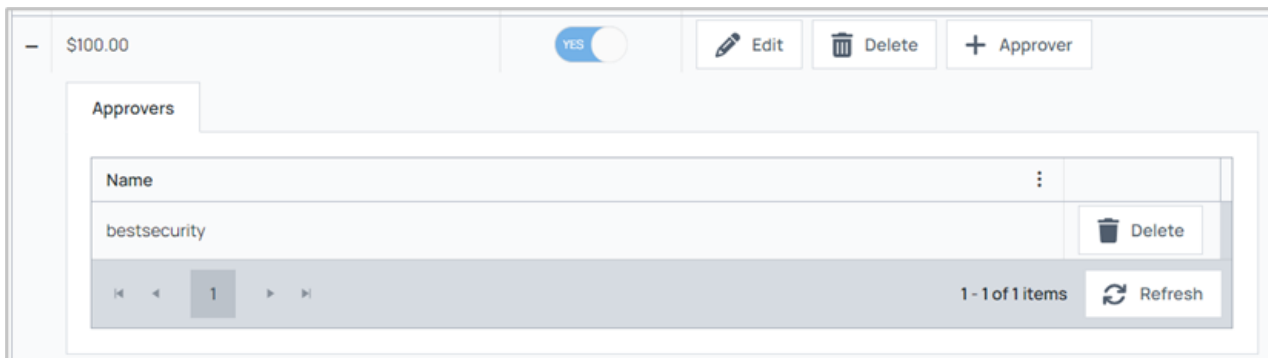 $100.00 YES Edit Delete + Approver
Approvers
Name
bestsecurity Delete
1 1 - 1 of 1 items Refresh